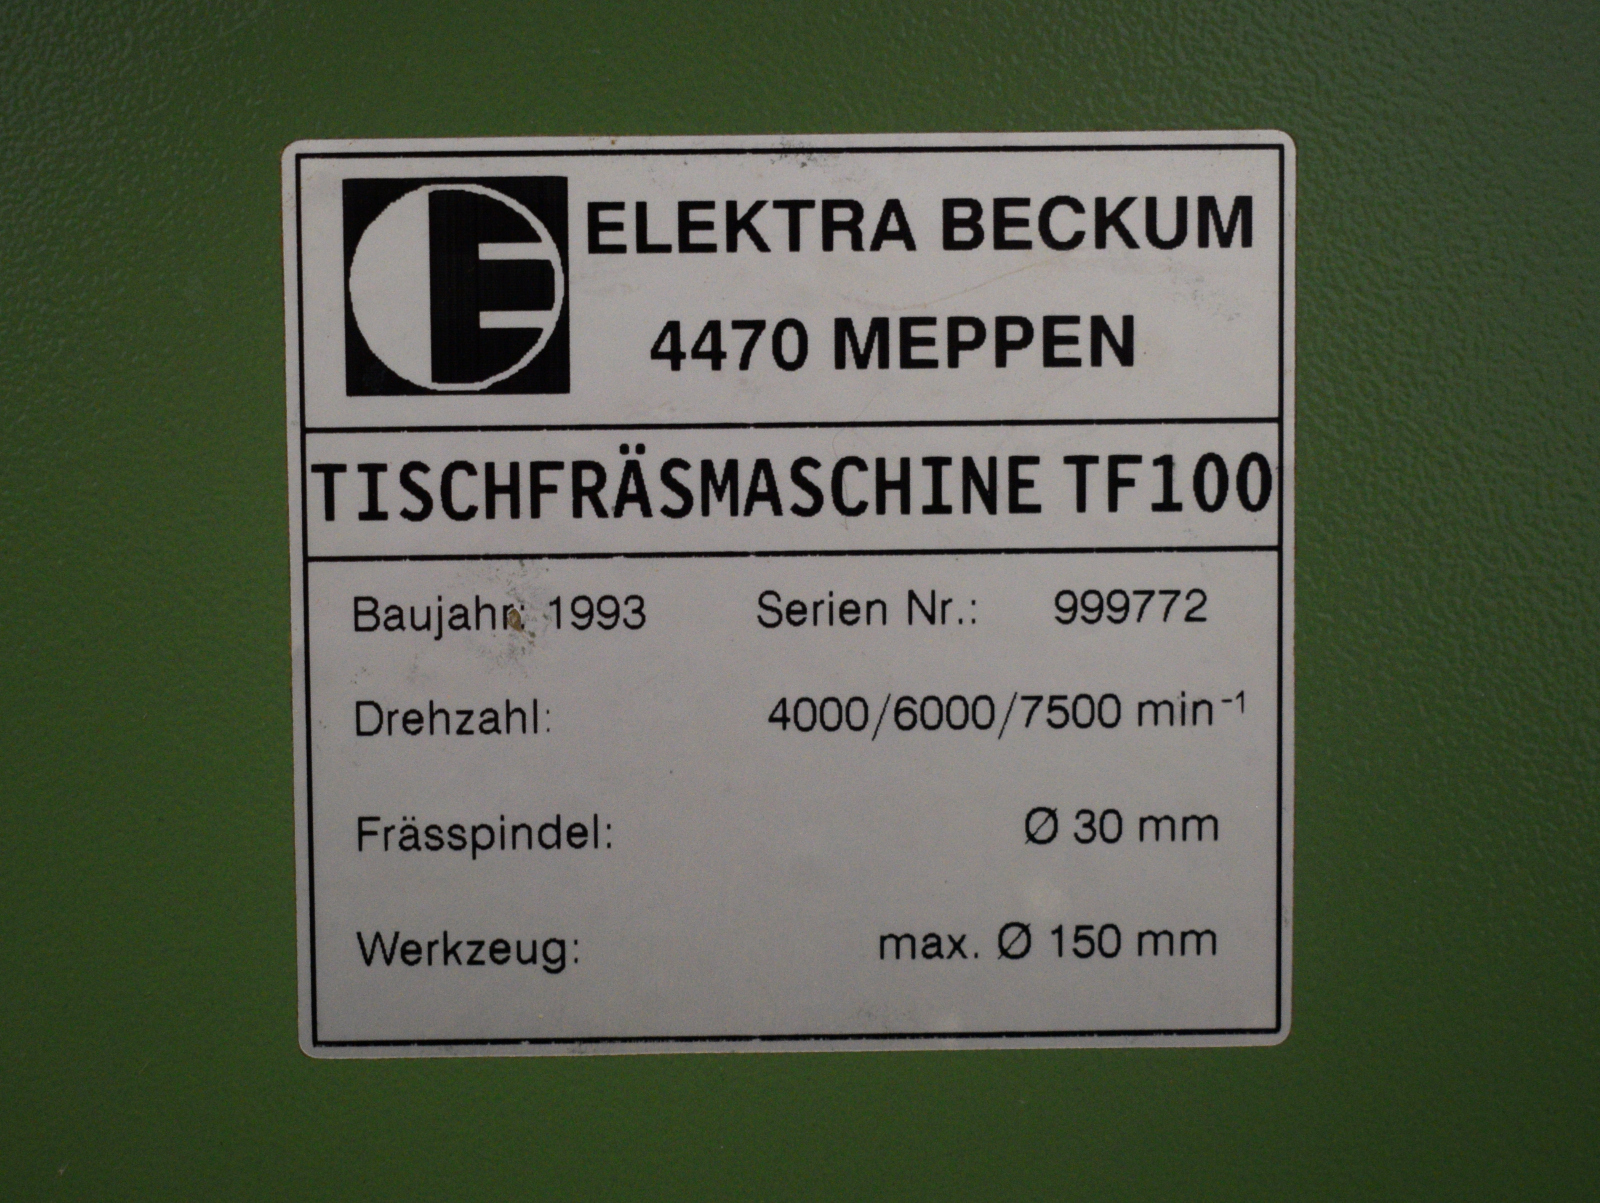 E ELEKTRA BECKUM
4470 MEPPEN
TISCHFRÄSMASCHINE TF100
Baujahr: 1993 Serien Nr.: 999772
Drehzahl: 4000/6000/7500 min⁻¹
Frässpindel: Ø 30 mm
Werkzeug: max. Ø 150 mm